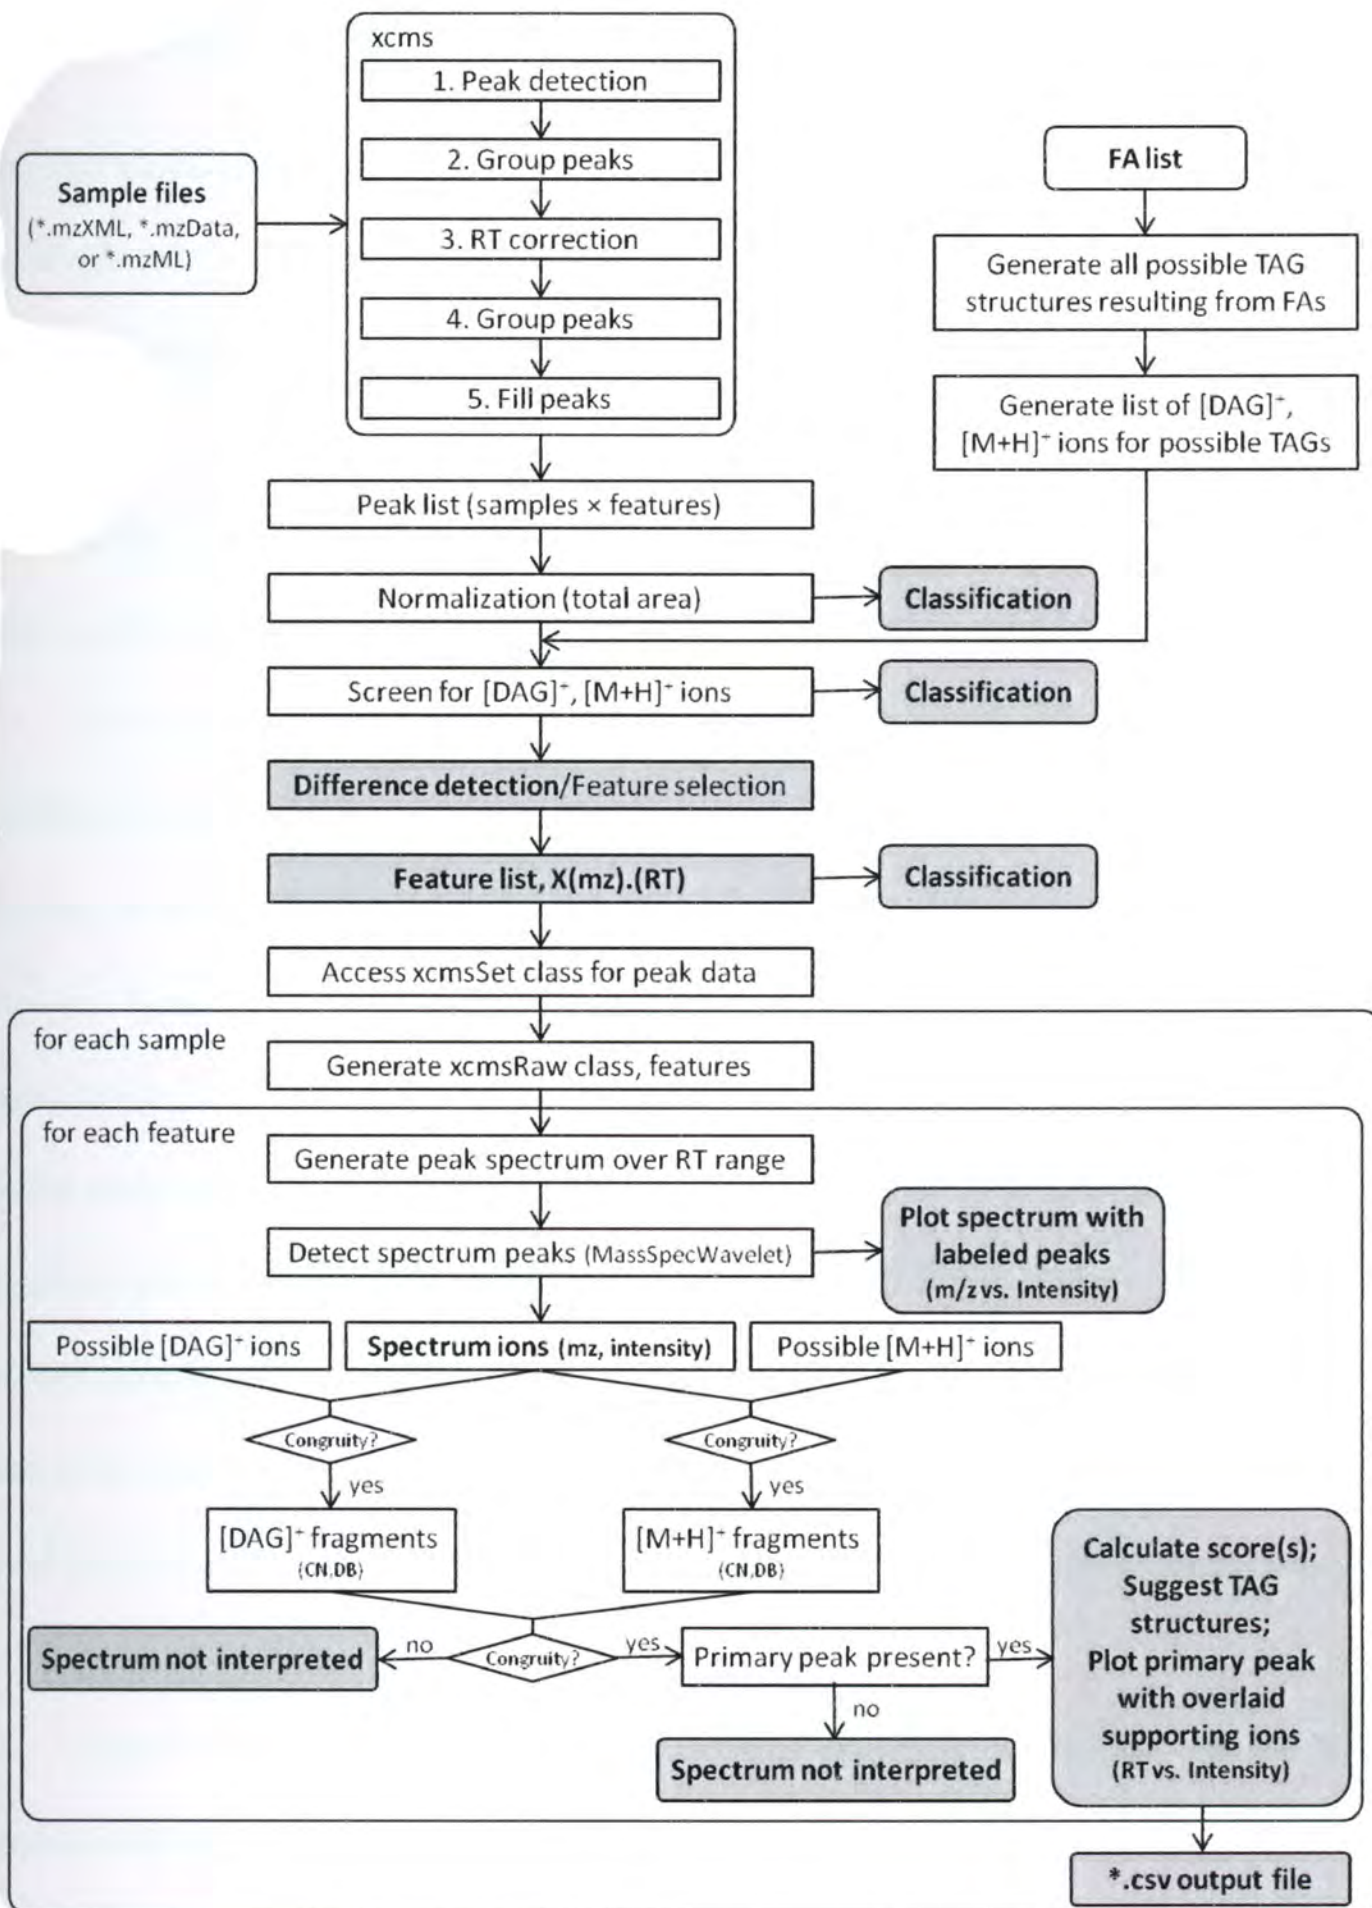 xcms
1. Peak detection
2. Group peaks
3. RT correction
4. Group peaks
5. Fill peaks
Sample files
(*.mzXML, *.mzData,
or *.mzML)
FA list
Generate all possible TAG
structures resulting from FAs
Generate list of [DAG]⁺,
[M+H]⁺ ions for possible TAGs
Peak list (samples × features)
Normalization (total area)
Classification
Screen for [DAG]⁺, [M+H]⁺ ions
Classification
Difference detection/Feature selection
Feature list, X(mz).(RT)
Classification
Access xcmsSet class for peak data
for each sample
Generate xcmsRaw class, features
for each feature
Generate peak spectrum over RT range
Detect spectrum peaks (MassSpecWavelet)
Plot spectrum with
labeled peaks
(m/z vs. Intensity)
Possible [DAG]⁺ ions
Spectrum ions (mz, intensity)
Possible [M+H]⁺ ions
Congruity?
Congruity?
yes
yes
[DAG]⁺ fragments
(CN,DB)
[M+H]⁺ fragments
(CN,DB)
Calculate score(s);
Suggest TAG
structures;
Plot primary peak
with overlaid
supporting ions
(RT vs. Intensity)
Spectrum not interpreted
no
Congruity?
yes
Primary peak present?
yes
no
Spectrum not interpreted
*.csv output file